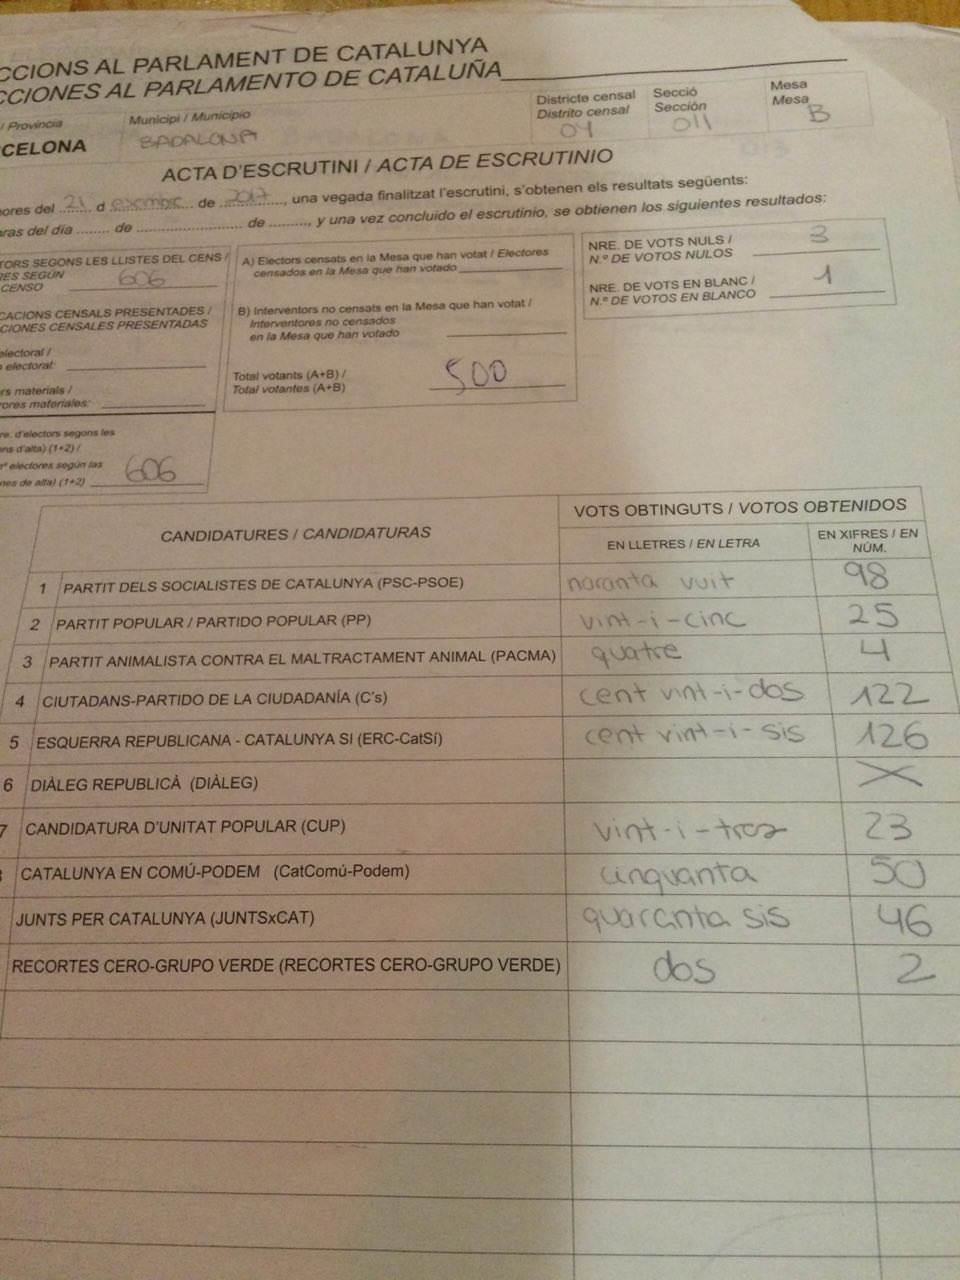 CCIONS AL PARLAMENT DE CATALUNYA
CCIONES AL PARLAMENTO DE CATALUÑA
/ Provincia
CELONA
Municipi / Municipio
BADALONA
Districte censal
Distrito censal
04
Secció
Sección
011
Mesa
Mesa
B
ACTA D'ESCRUTINI / ACTA DE ESCRUTINIO
ores del 21 d de 2017, una vegada finalitzat l'escrutini, s'obtenen els resultats següents:
ras del día ........ de ........................... de .........., y una vez concluido el escrutinio, se obtienen los siguientes resultados:
TORS SEGONS LES LLISTES DEL CENS /
RES SEGÚN
CENSO 606
CACIONS CENSALS PRESENTADES /
CIONES CENSALES PRESENTADAS
electoral /
electoral:
rs materials /
rores materiales:
re. d'electors segons les
ens d'alta) (1+2) /
nº electores según las
nes de alta) (1+2) 606
A) Electors censats en la Mesa que han votat / Electores
censados en la Mesa que han votado
B) Interventors no censats en la Mesa que han votat /
Interventores no censados
en la Mesa que han votado
Total votants (A+B) /
Total votantes (A+B) 500
NRE. DE VOTS NULS /
N.º DE VOTOS NULOS 3
NRE. DE VOTS EN BLANC /
N.º DE VOTOS EN BLANCO 1
CANDIDATURES / CANDIDATURAS
VOTS OBTINGUTS / VOTOS OBTENIDOS
EN LLETRES / EN LETRA
EN XIFRES / EN
NÚM.
1 PARTIT DELS SOCIALISTES DE CATALUNYA (PSC-PSOE) noranta vuit 98
2 PARTIT POPULAR / PARTIDO POPULAR (PP) vint-i-cinc 25
3 PARTIT ANIMALISTA CONTRA EL MALTRACTAMENT ANIMAL (PACMA) quatre 4
4 CIUTADANS-PARTIDO DE LA CIUDADANÍA (C's) cent vint-i-dos 122
5 ESQUERRA REPUBLICANA - CATALUNYA SI (ERC-CatSí) cent vint-i-sis 126
6 DIÀLEG REPUBLICÀ (DIÀLEG)
7 CANDIDATURA D'UNITAT POPULAR (CUP) vint-i-tres 23
CATALUNYA EN COMÚ-PODEM (CatComú-Podem) cinquanta 50
JUNTS PER CATALUNYA (JUNTSxCAT) quaranta sis 46
RECORTES CERO-GRUPO VERDE (RECORTES CERO-GRUPO VERDE) dos 2